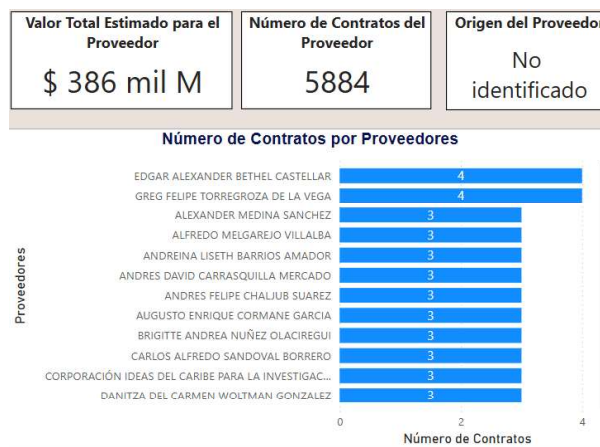 Valor Total Estimado para el
Proveedor
$ 386 mil M
Número de Contratos del
Proveedor
5884
Origen del Proveedor
No
identificado
Número de Contratos por Proveedores
Proveedores
EDGAR ALEXANDER BETHEL CASTELLAR 4
GREG FELIPE TORREGROZA DE LA VEGA 4
ALEXANDER MEDINA SANCHEZ 3
ALFREDO MELGAREJO VILLALBA 3
ANDREINA LISETH BARRIOS AMADOR 3
ANDRES DAVID CARRASQUILLA MERCADO 3
ANDRES FELIPE CHALJUB SUAREZ 3
AUGUSTO ENRIQUE CORMANE GARCIA 3
BRIGITTE ANDREA NUÑEZ OLACIREGUI 3
CARLOS ALFREDO SANDOVAL BORRERO 3
CORPORACIÓN IDEAS DEL CARIBE PARA LA INVESTIGAC... 3
DANITZA DEL CARMEN WOLTMAN GONZALEZ 3
0 2 4
Número de Contratos